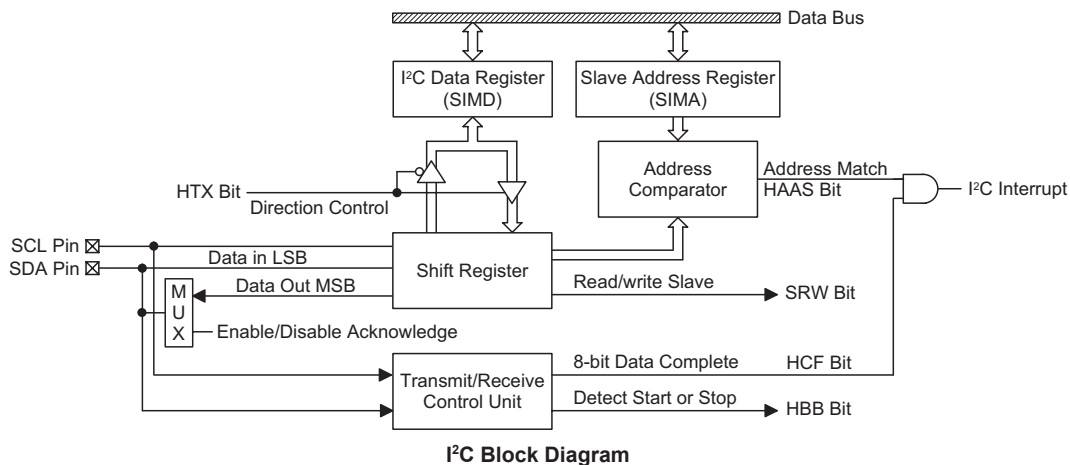 Data Bus
I²C Data Register
(SIMD)
Slave Address Register
(SIMA)
HTX Bit
Direction Control
Address
Comparator
Address Match
HAAS Bit
I²C Interrupt
SCL Pin
SDA Pin
Data in LSB
Shift Register
M
U
X
Data Out MSB
Read/write Slave
SRW Bit
Enable/Disable Acknowledge
Transmit/Receive
Control Unit
8-bit Data Complete
HCF Bit
Detect Start or Stop
HBB Bit
I²C Block Diagram